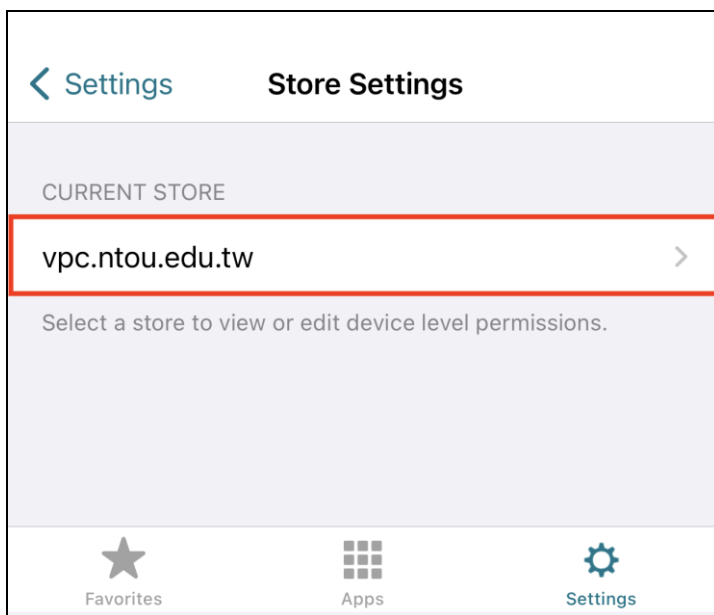 Settings Store Settings
CURRENT STORE
vpc.ntou.edu.tw
Select a store to view or edit device level permissions.
Favorites Apps Settings